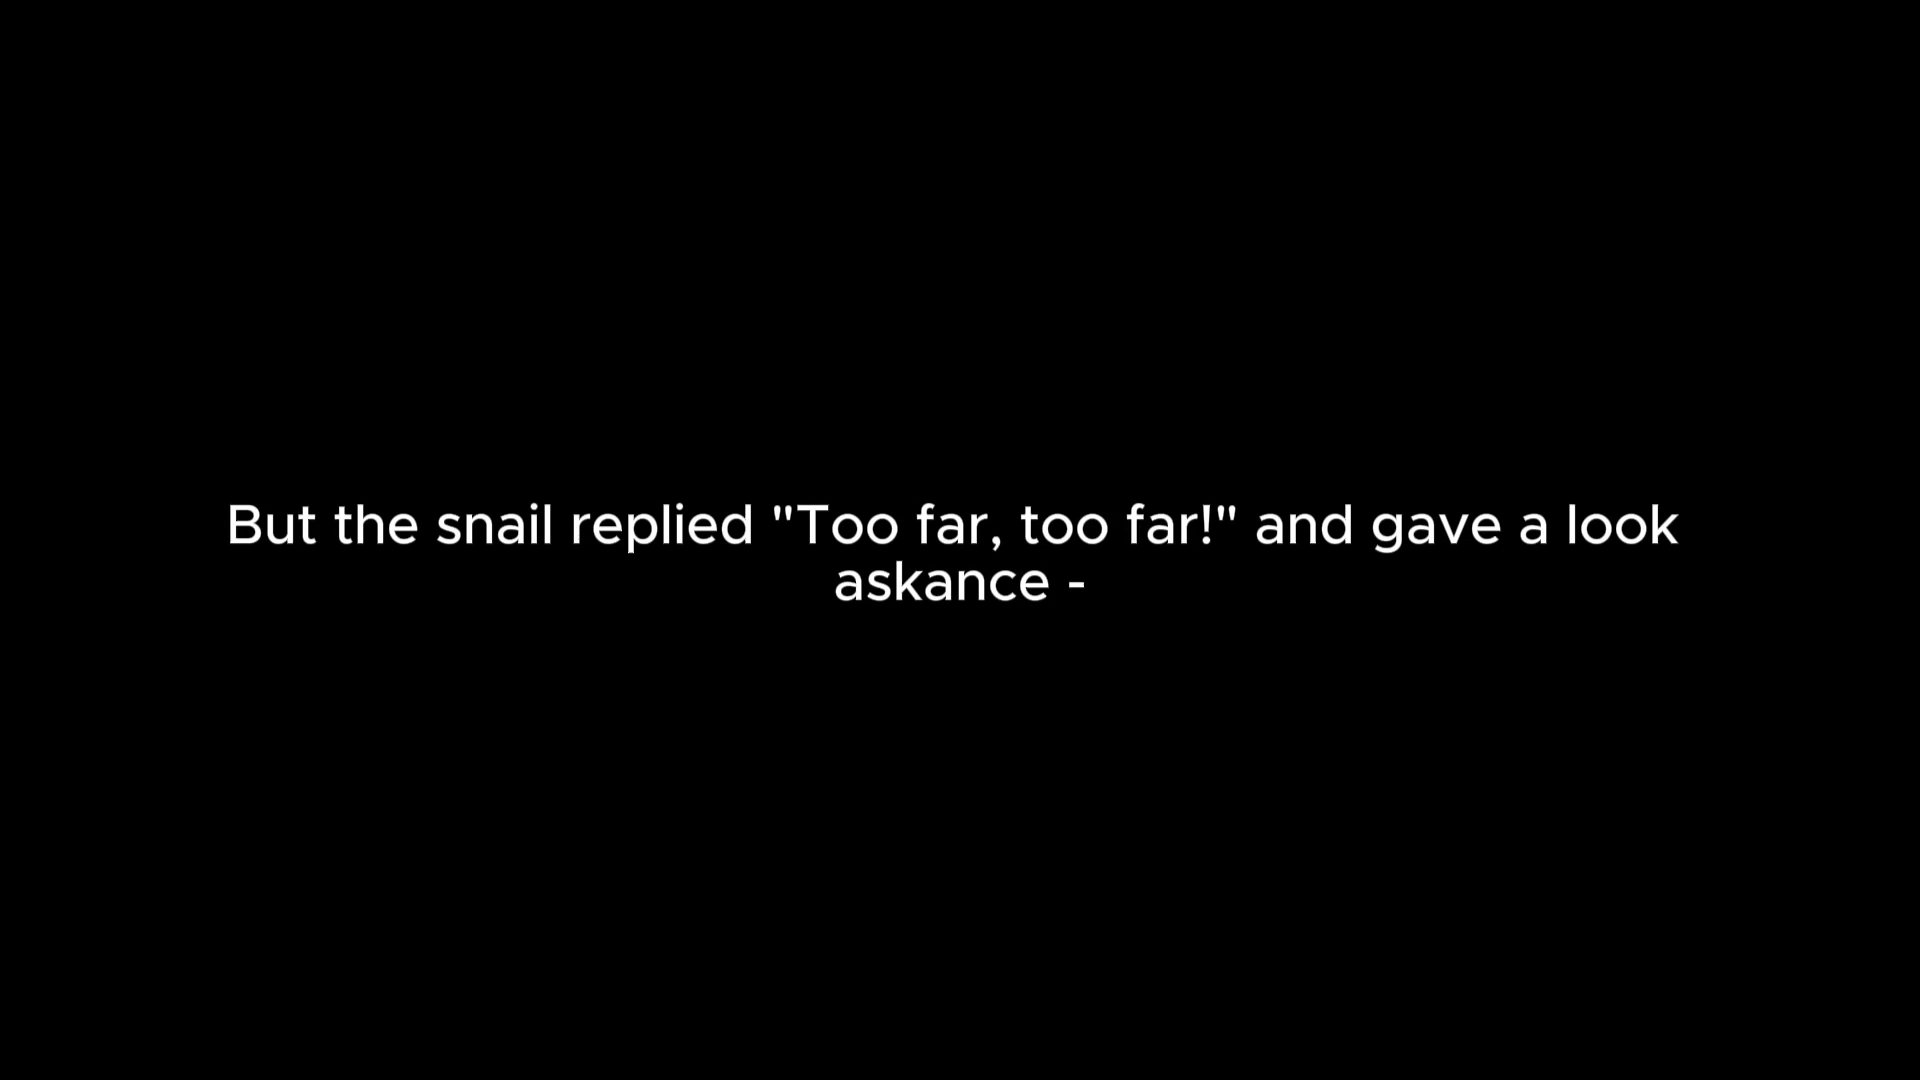 But the snail replied "Too far, too far!" and gave a look
askance -